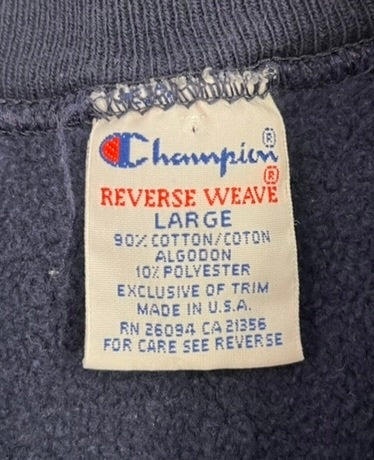 Champion®
REVERSE WEAVE®
LARGE
90% COTTON/COTON
ALGODON
10% POLYESTER
EXCLUSIVE OF TRIM
MADE IN U.S.A.
RN 26094 CA 21356
FOR CARE SEE REVERSE